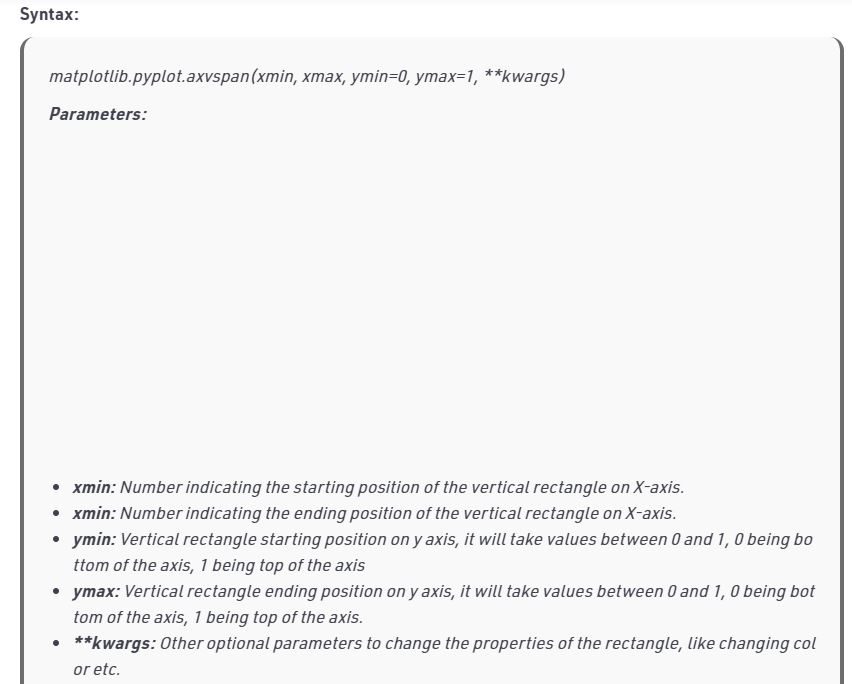 Syntax:
matplotlib.pyplot.axvspan(xmin, xmax, ymin=0, ymax=1, **kwargs)
Parameters:
• xmin: Number indicating the starting position of the vertical rectangle on X-axis.
• xmin: Number indicating the ending position of the vertical rectangle on X-axis.
• ymin: Vertical rectangle starting position on y axis, it will take values between 0 and 1, 0 being bo
ttom of the axis, 1 being top of the axis
• ymax: Vertical rectangle ending position on y axis, it will take values between 0 and 1, 0 being bot
tom of the axis, 1 being top of the axis.
• **kwargs: Other optional parameters to change the properties of the rectangle, like changing col
or etc.